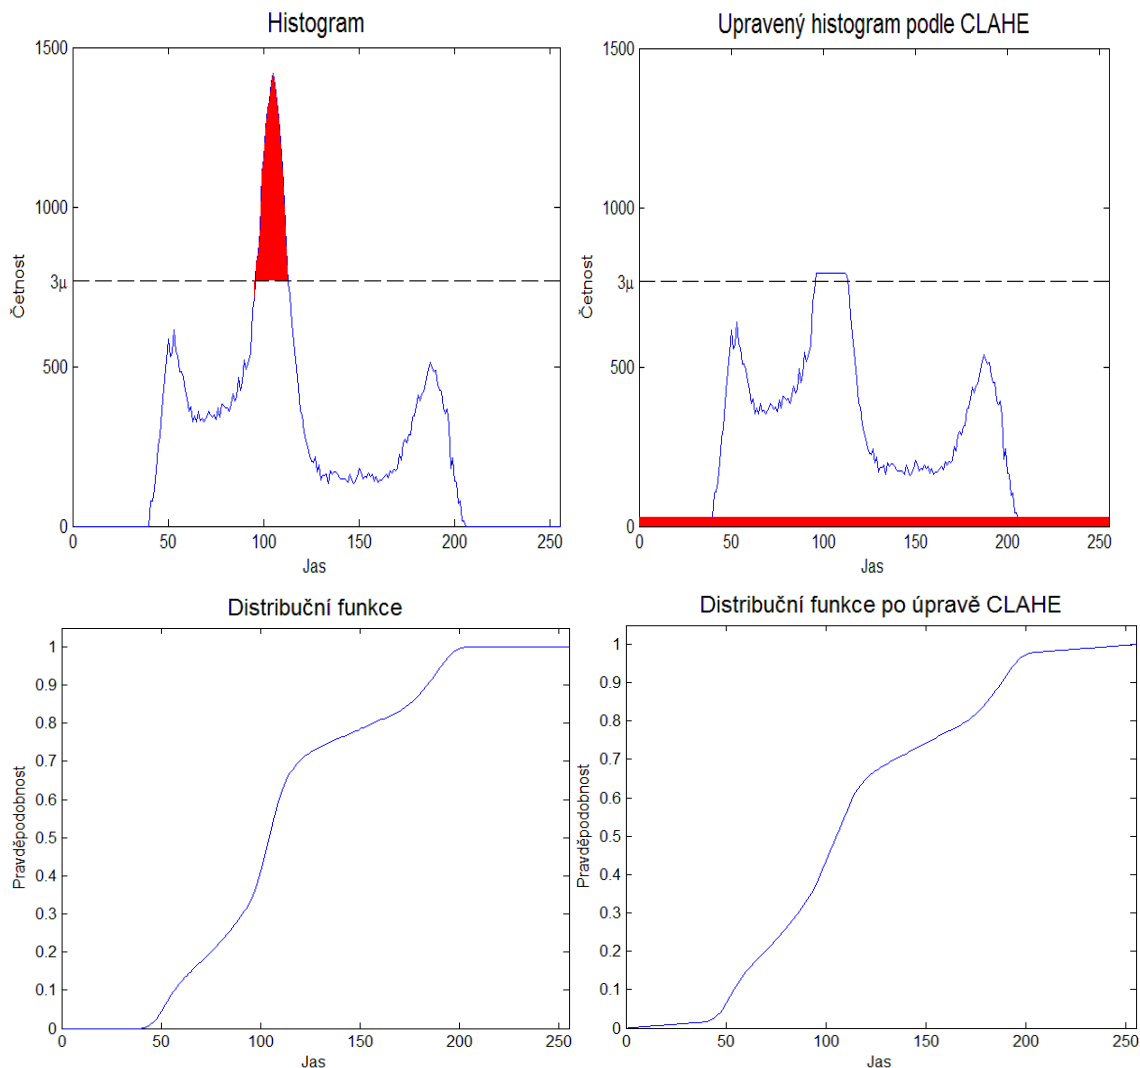 Histogram
1500
1000
3μ
500
0
Četnost
0 50 100 150 200 250
Jas
Upravený histogram podle CLAHE
1500
1000
3μ
500
0
Četnost
0 50 100 150 200 250
Jas
Distribuční funkce
1
0.9
0.8
0.7
0.6
0.5
0.4
0.3
0.2
0.1
0
Pravděpodobnost
0 50 100 150 200 250
Jas
Distribuční funkce po úpravě CLAHE
1
0.9
0.8
0.7
0.6
0.5
0.4
0.3
0.2
0.1
0
Pravděpodobnost
0 50 100 150 200 250
Jas